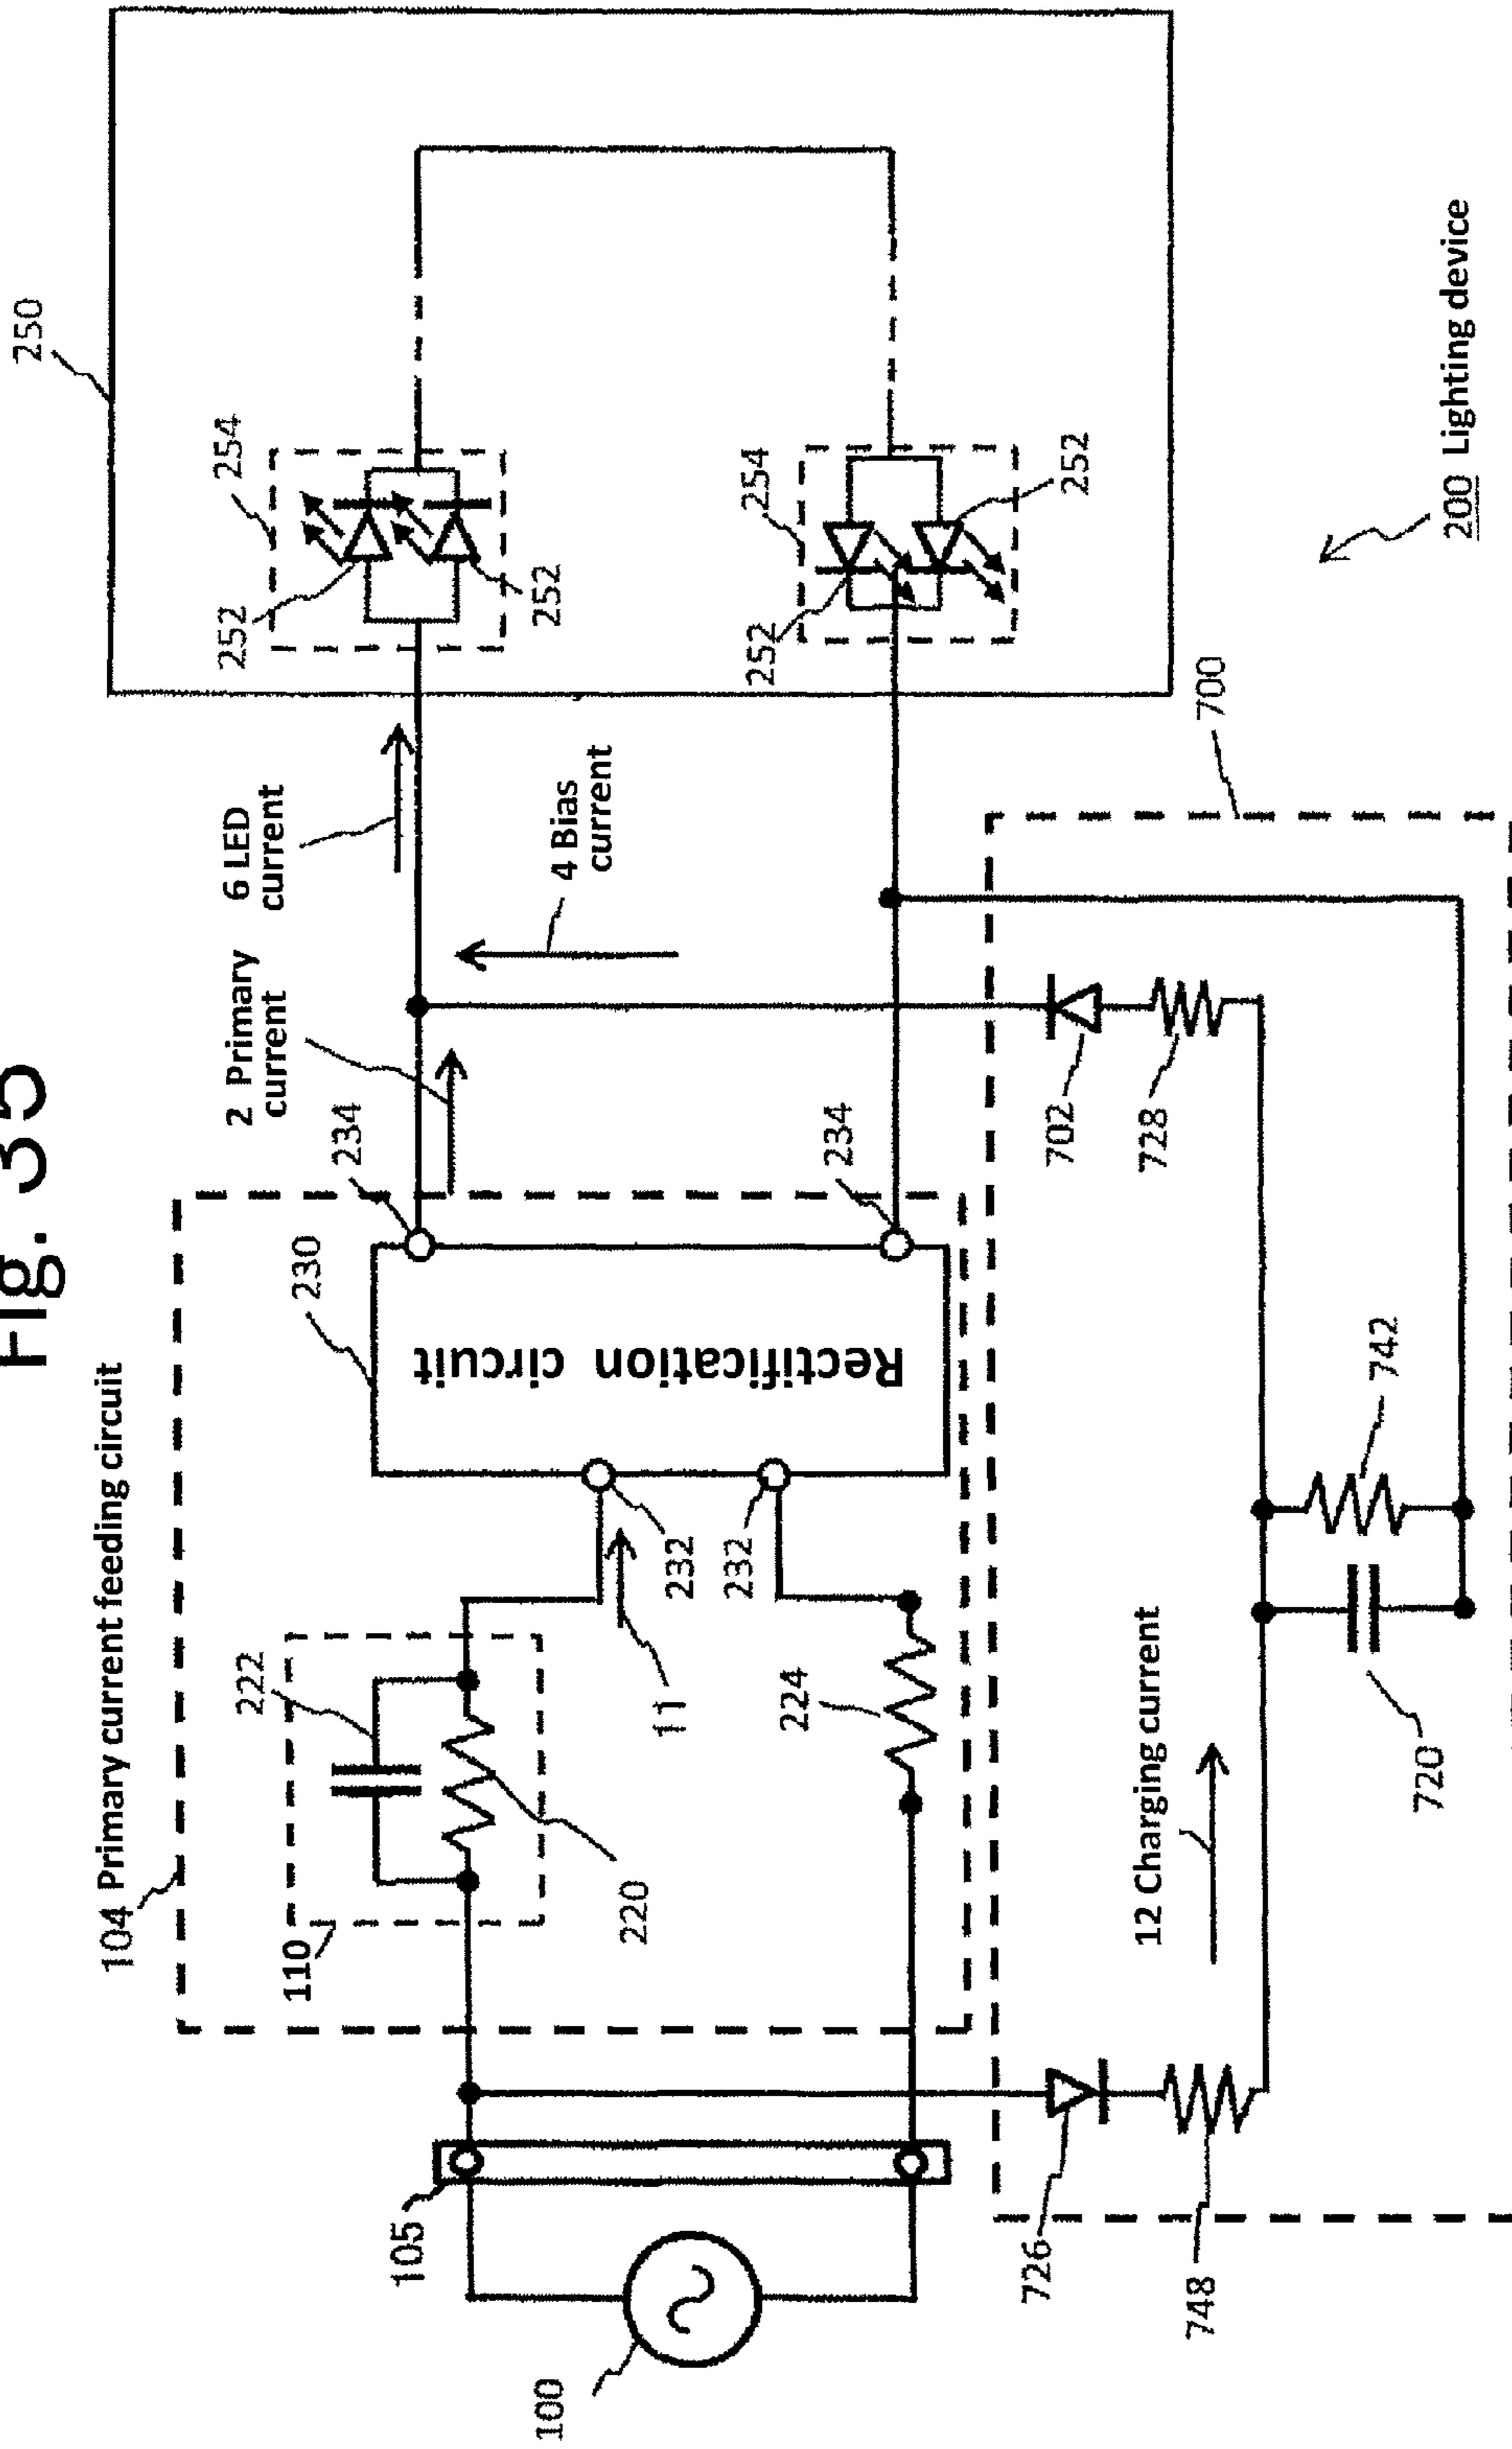 Fig. 35
104 Primary current feeding circuit
110
222
220
11
232
232
224
230
Rectification circuit
234
234
2 Primary
current
6 LED
current
4 Bias
current
250
254
252
252
254
252
252
105
100
700
726
748
12 Charging current
720
742
702
728
200 Lighting device